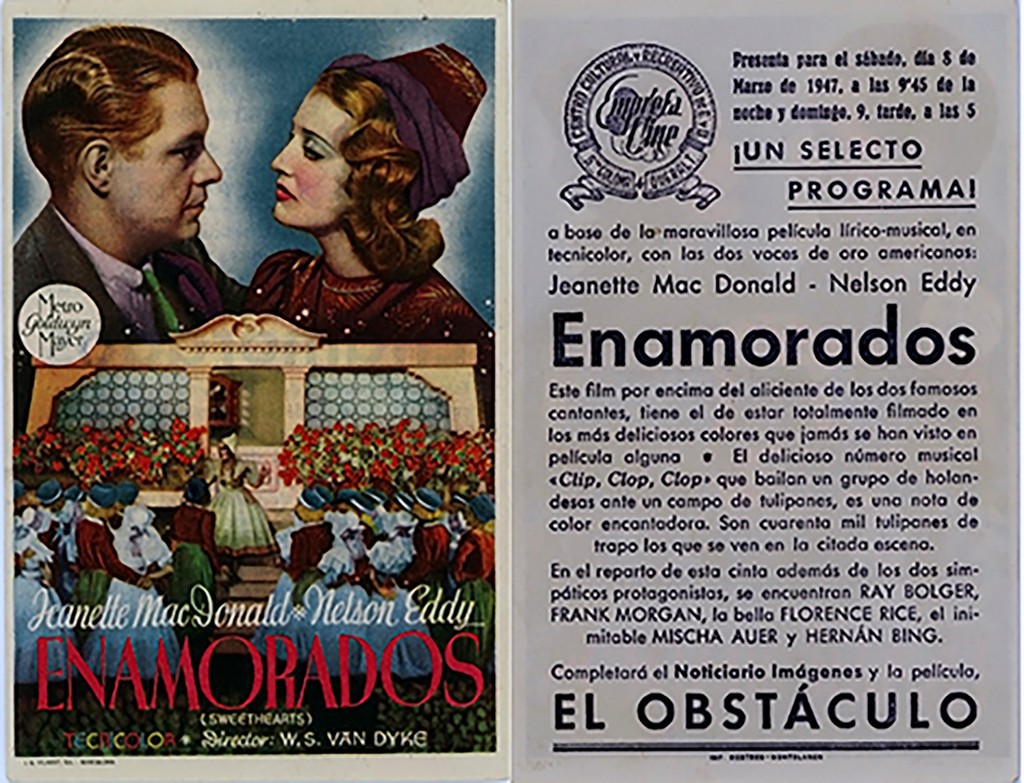 Metro
Goldwyn
Mayer
Jeanette MacDonald * Nelson Eddy
ENAMORADOS
(SWEETHEARTS)
TECNICOLOR * Director: W. S. VAN DYKE
CENTRO CULTURAL Y RECREATIVO
Empresa
Cine
Presenta para el sábado, día 8 de
Marzo de 1947, a las 9'45 de la
noche y domingo, 9, tarde, a las 5
¡UN SELECTO
PROGRAMA!
a base de la maravillosa película lírico-musical, en
tecnicolor, con las dos voces de oro americanas:
Jeanette Mac Donald - Nelson Eddy
Enamorados
Este film por encima del aliciente de los dos famosos
cantantes, tiene el de estar totalmente filmado en
los más deliciosos colores que jamás se han visto en
película alguna * El delicioso número musical
«Clip, Clop, Clop» que bailan un grupo de holan-
desas ante un campo de tulipanes, es una nota de
color encantadora. Son cuarenta mil tulipanes de
trapo los que se ven en la citada escena.
En el reparto de esta cinta además de los dos sim-
páticos protagonistas, se encuentran RAY BOLGER,
FRANK MORGAN, la bella FLORENCE RICE, el ini-
mitable MISCHA AUER y HERNÁN BING.
Completará el Noticiario Imágenes y la película,
EL OBSTÁCULO